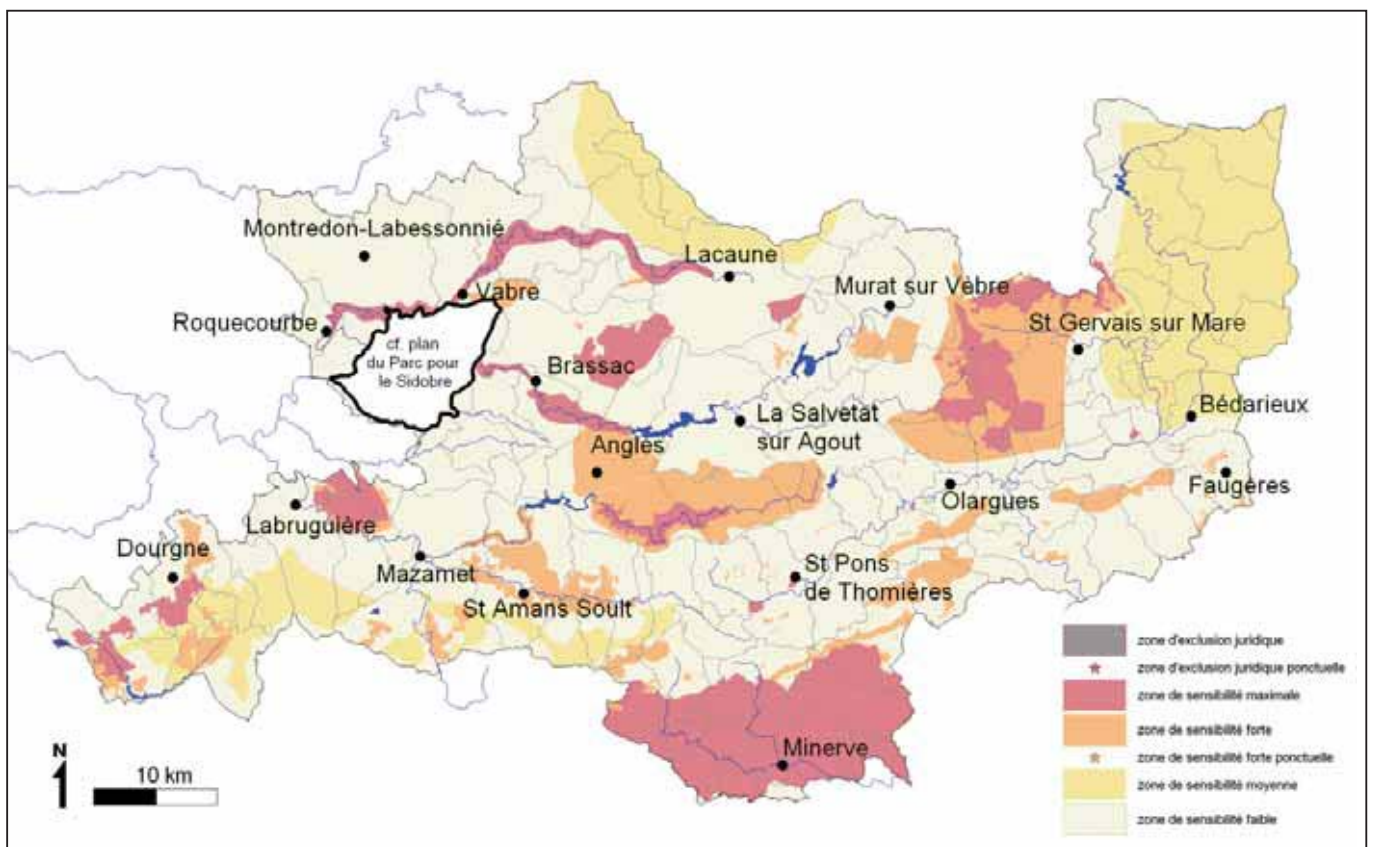 Montredon-Labessonnié
Lacaune
Vabre
Murat sur Vèbre
Roquecourbe
St Gervais sur Mare
cf. plan
du Parc pour
le Sidobre
Brassac
Bédarieux
La Salvetat
sur Agout
Anglès
Labruguière
Olargues
Faugères
Dourgne
Mazamet
St Pons
de Thomières
St Amans Soult
Minerve
N
10 km
zone d'exclusion juridique
zone d'exclusion juridique ponctuelle
zone de sensibilité maximale
zone de sensibilité forte
zone de sensibilité forte ponctuelle
zone de sensibilité moyenne
zone de sensibilité faible